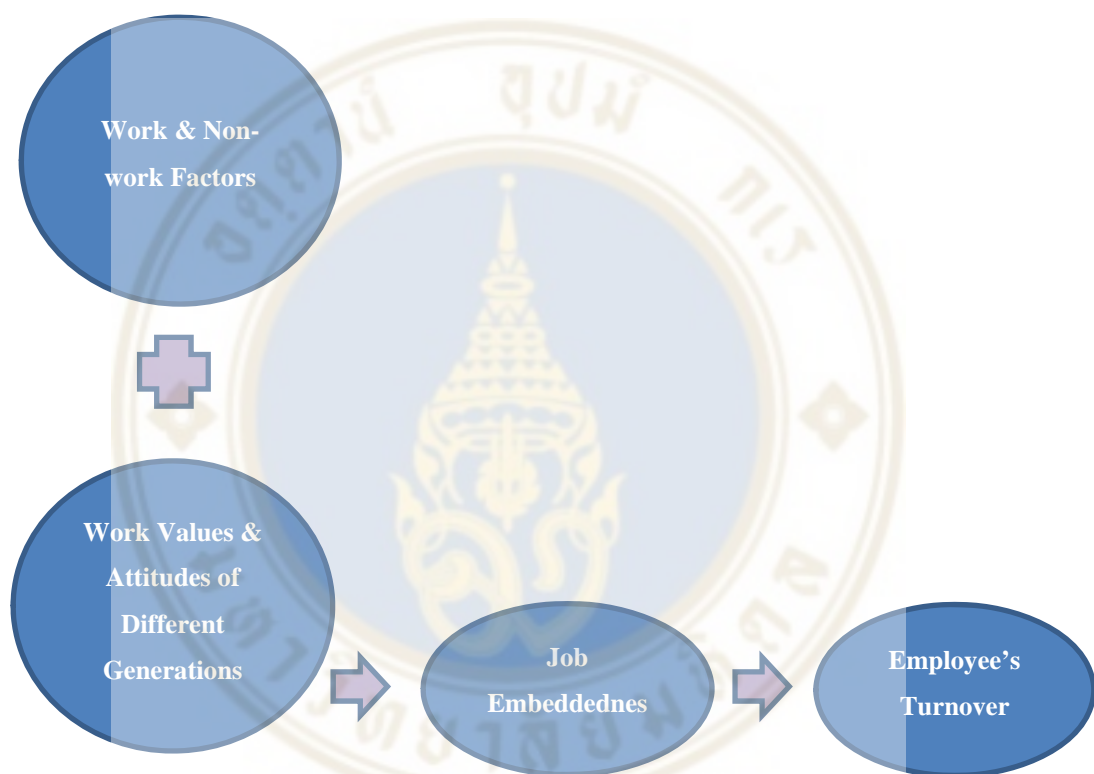 Work & Non-
work Factors
Work Values &
Attitudes of
Different
Generations
Job
Embeddednes
Employee’s
Turnover